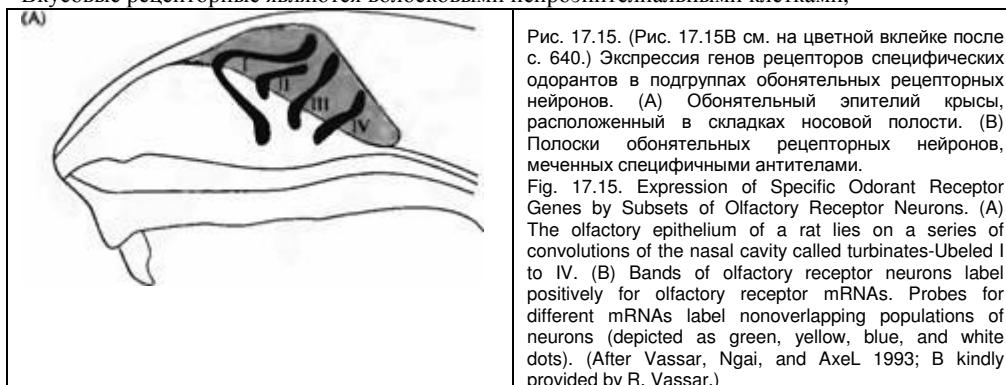 Вкусовые рецепторные являются волосковыми нейроэпителиальными клетками,
(A)
I
II
III
IV
Рис. 17.15. (Рис. 17.15В см. на цветной вклейке после
с. 640.) Экспрессия генов рецепторов специфических
одорантов в подгруппах обонятельных рецепторных
нейронов. (А) Обонятельный эпителий крысы,
расположенный в складках носовой полости. (В)
Полоски обонятельных рецепторных нейронов,
меченных специфичными антителами.
Fig. 17.15. Expression of Specific Odorant Receptor
Genes by Subsets of Olfactory Receptor Neurons. (A)
The olfactory epithelium of a rat lies on a series of
convolutions of the nasal cavity called turbinates-Ubeled I
to IV. (B) Bands of olfactory receptor neurons label
positively for olfactory receptor mRNAs. Probes for
different mRNAs label nonoverlapping populations of
neurons (depicted as green, yellow, blue, and white
dots). (After Vassar, Ngai, and AxeL 1993; B kindly
provided by R. Vassar.)